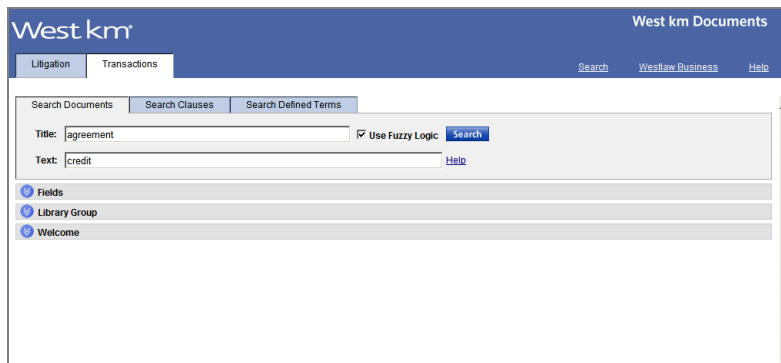 West km®
West km Documents
Litigation Transactions Search Westlaw Business Help
Search Documents Search Clauses Search Defined Terms
Title: agreement Use Fuzzy Logic Search
Text: credit Help
Fields
Library Group
Welcome